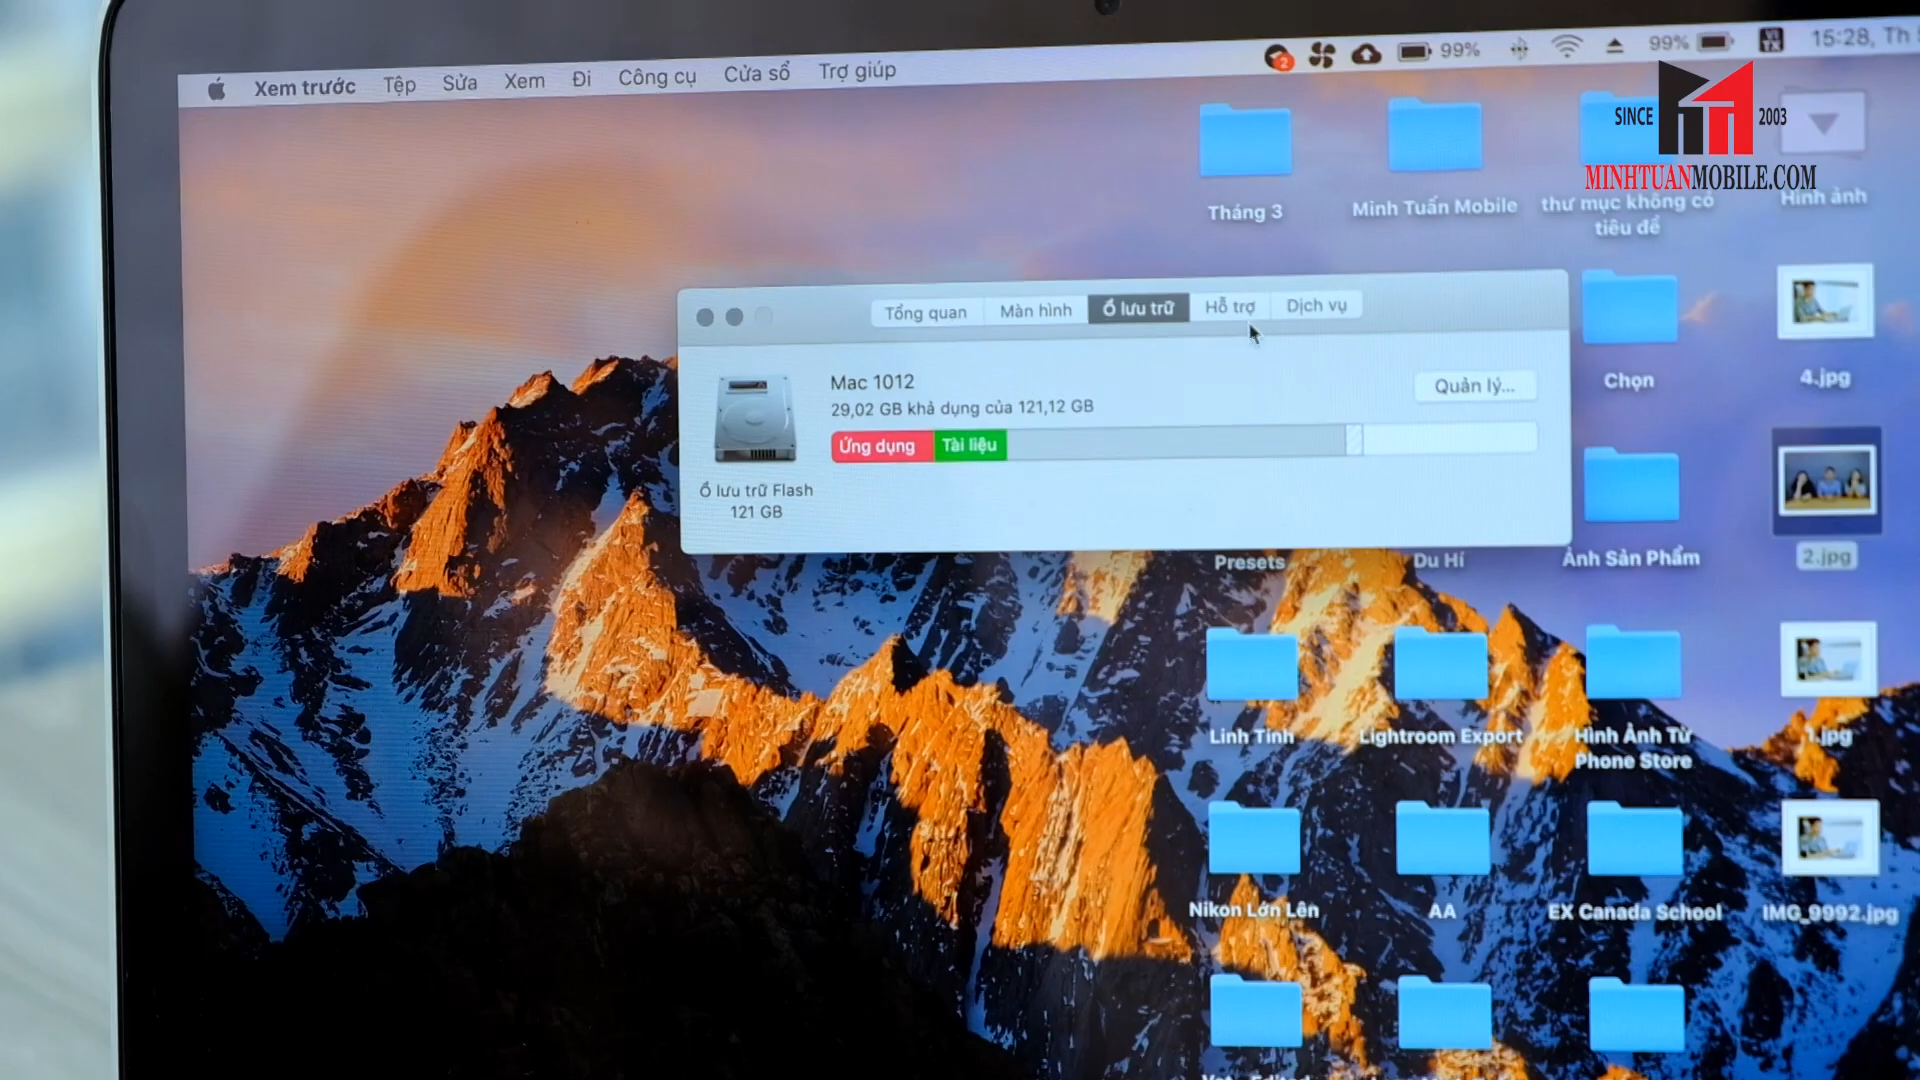 Xem trước Tệp Sửa Xem Đi Công cụ Cửa sổ Trợ giúp
2 99% 99% VI TX 15:28, Th
SINCE 2003
MINHTUANMOBILE.COM
Tháng 3
Minh Tuấn Mobile
thư mục không có
tiêu đề
Hình ảnh
Tổng quan Màn hình Ổ lưu trữ Hỗ trợ Dịch vụ
Mac 1012
29,02 GB khả dụng của 121,12 GB
Quản lý...
Ứng dụng Tài liệu
Ổ lưu trữ Flash
121 GB
Chọn
4.jpg
Presets
Du Hí
Ảnh Sản Phẩm
2.jpg
Linh Tinh
Lightroom Export
Hình Ảnh Từ
Phone Store
1.jpg
Nikon Lớn Lên
AA
EX Canada School
IMG_9992.jpg